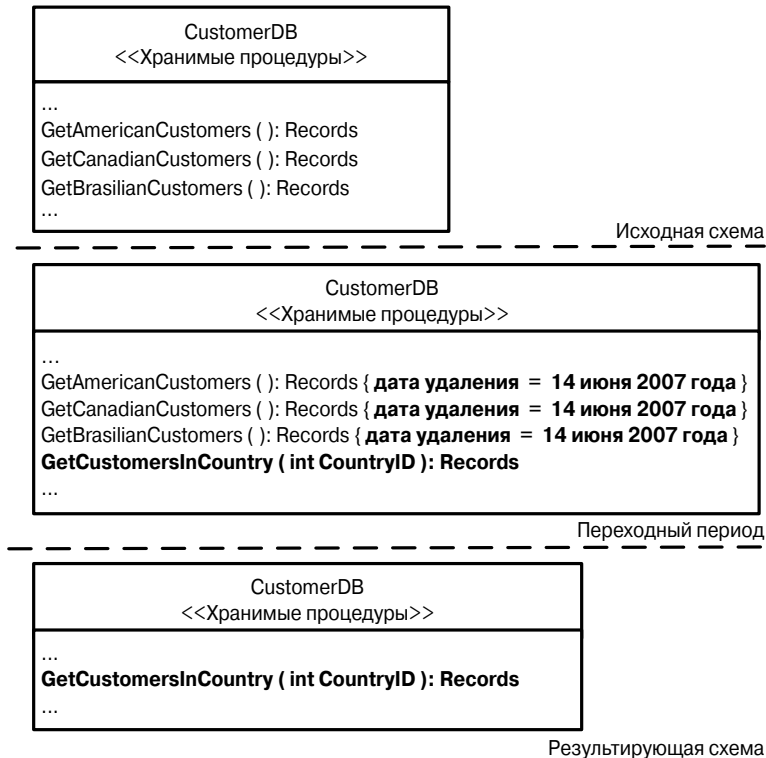 CustomerDB
<<Хранимые процедуры>>
...
GetAmericanCustomers ( ): Records
GetCanadianCustomers ( ): Records
GetBrasilianCustomers ( ): Records
...
Исходная схема
CustomerDB
<<Хранимые процедуры>>
...
GetAmericanCustomers ( ): Records { дата удаления = 14 июня 2007 года }
GetCanadianCustomers ( ): Records { дата удаления = 14 июня 2007 года }
GetBrasilianCustomers ( ): Records { дата удаления = 14 июня 2007 года }
GetCustomersInCountry ( int CountryID ): Records
...
Переходный период
CustomerDB
<<Хранимые процедуры>>
...
GetCustomersInCountry ( int CountryID ): Records
...
Результирующая схема